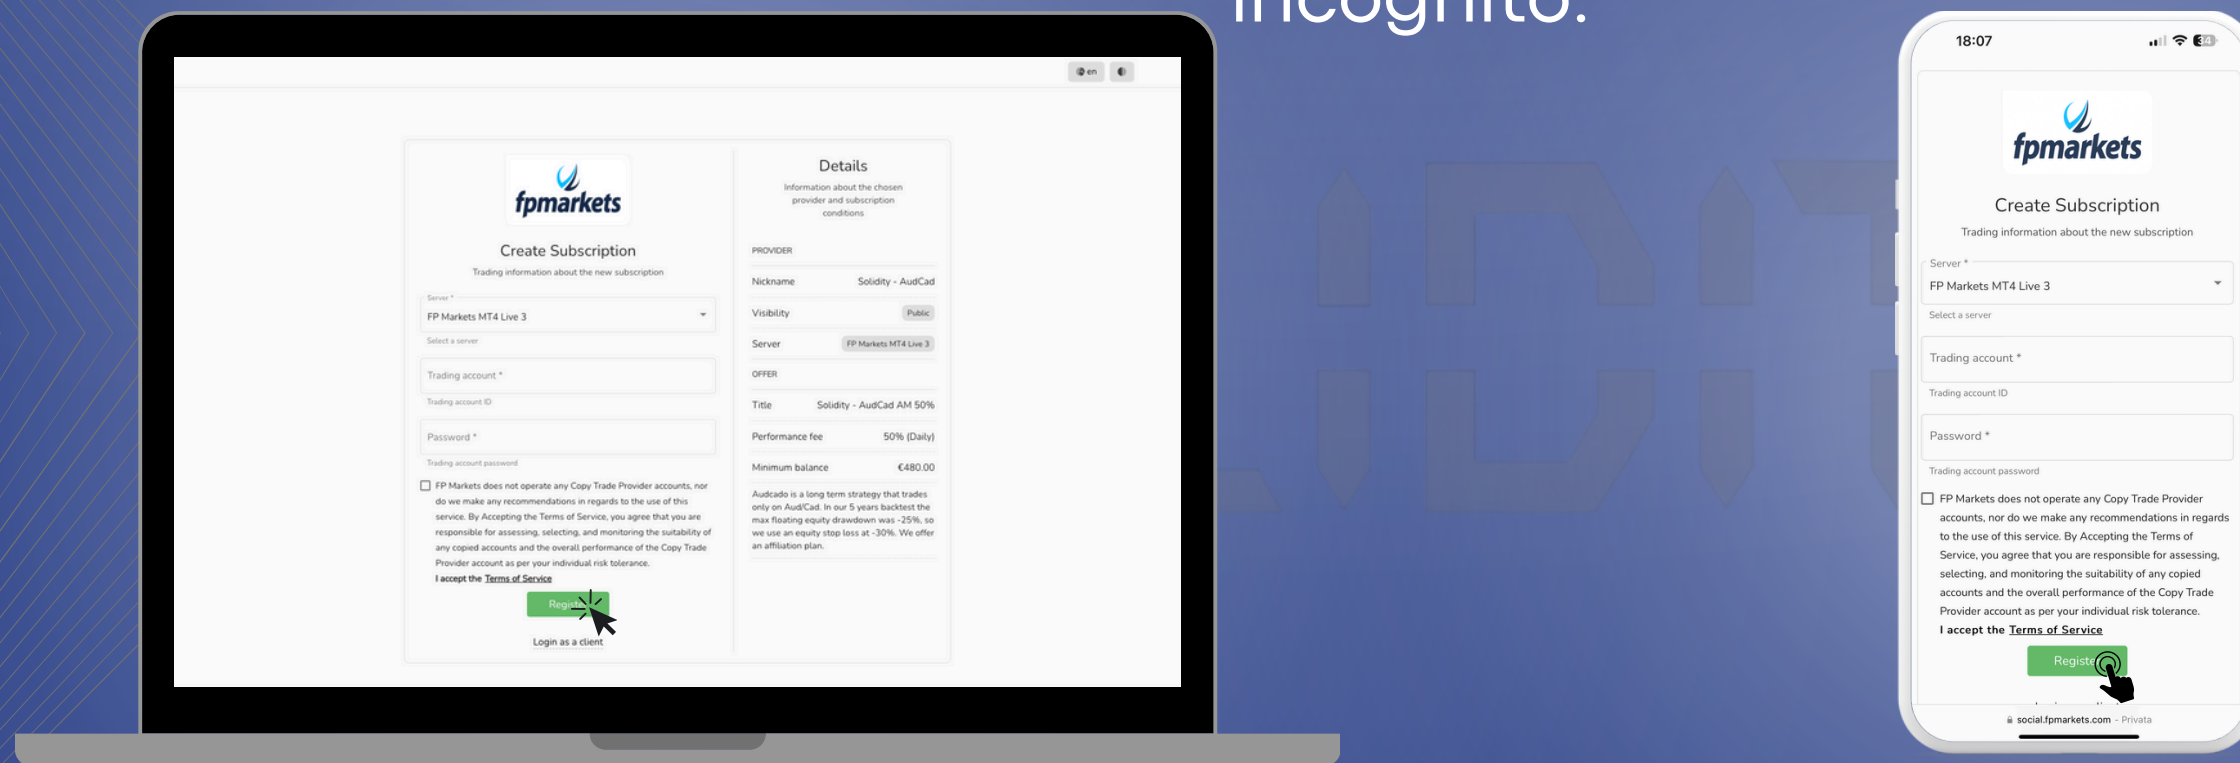 incognito.
en
fpmarkets
Create Subscription
Trading information about the new subscription
Server *
FP Markets MT4 Live 3
Select a server
Trading account *
Trading account ID
Password *
Trading account password
FP Markets does not operate any Copy Trade Provider accounts, nor
do we make any recommendations in regards to the use of this
service. By Accepting the Terms of Service, you agree that you are
responsible for assessing, selecting, and monitoring the suitability of
any copied accounts and the overall performance of the Copy Trade
Provider account as per your individual risk tolerance.
I accept the Terms of Service
Register
Login as a client
Details
Information about the chosen
provider and subscription
conditions
PROVIDER
Nickname Solidity - AudCad
Visibility Public
Server FP Markets MT4 Live 3
OFFER
Title Solidity - AudCad AM 50%
Performance fee 50% (Daily)
Minimum balance €480.00
Audcado is a long term strategy that trades
only on Aud/Cad. In our 5 years backtest the
max floating equity drawdown was -25%, so
we use an equity stop loss at -30%. We offer
an affiliation plan.
18:07
34
fpmarkets
Create Subscription
Trading information about the new subscription
Server *
FP Markets MT4 Live 3
Select a server
Trading account *
Trading account ID
Password *
Trading account password
FP Markets does not operate any Copy Trade Provider
accounts, nor do we make any recommendations in regards
to the use of this service. By Accepting the Terms of
Service, you agree that you are responsible for assessing,
selecting, and monitoring the suitability of any copied
accounts and the overall performance of the Copy Trade
Provider account as per your individual risk tolerance.
I accept the Terms of Service
Register
social.fpmarkets.com - Privata